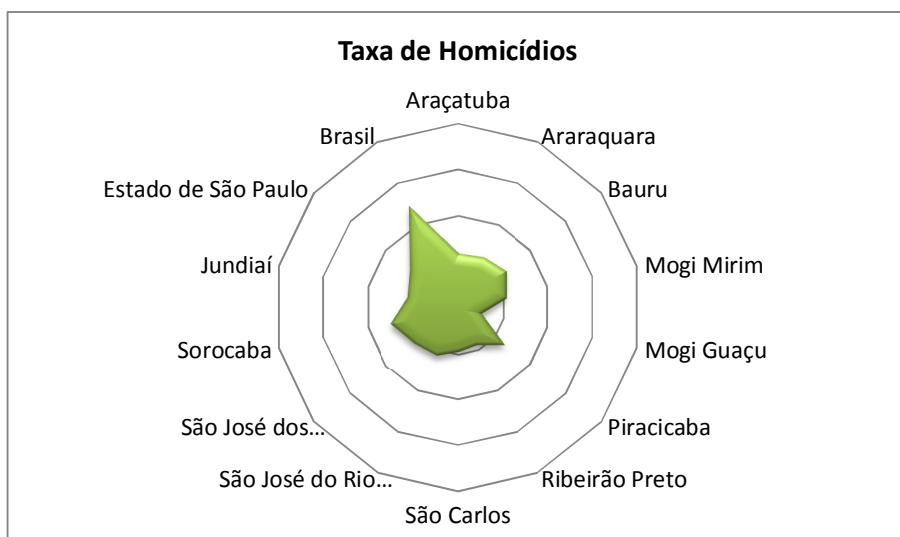 Taxa de Homicídios
Araçatuba
Araraquara
Bauru
Mogi Mirim
Mogi Guaçu
Piracicaba
Ribeirão Preto
São Carlos
São José do Rio...
São José dos...
Sorocaba
Jundiaí
Estado de São Paulo
Brasil